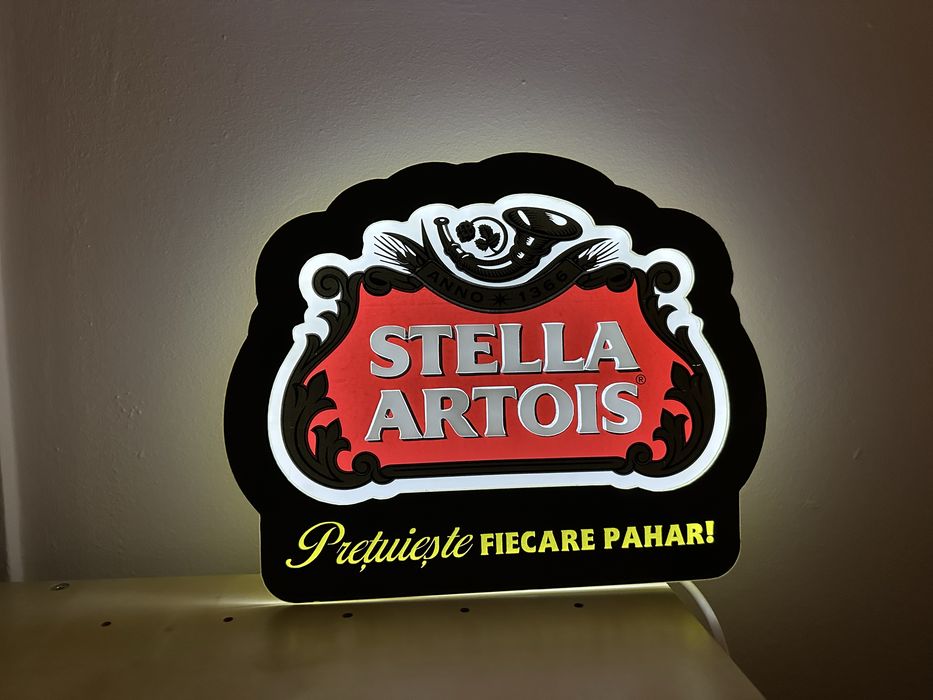 ANNO 1366
STELLA
ARTOIS®
Prețuiește FIECARE PAHAR!